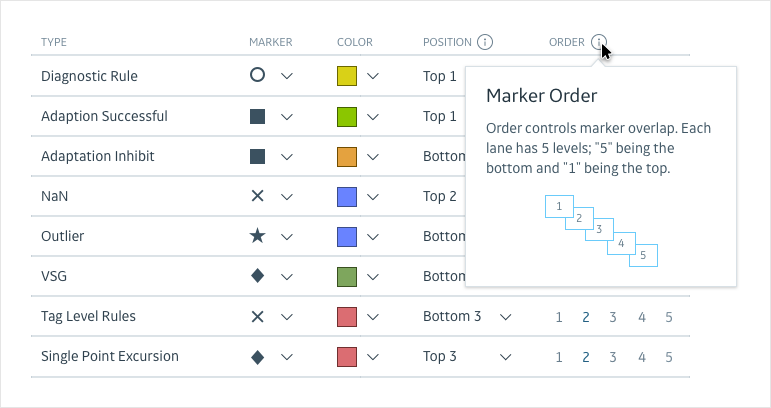 TYPE MARKER COLOR POSITION ORDER
Diagnostic Rule Top 1
Marker Order
Adaption Successful Top 1
Order controls marker overlap. Each
lane has 5 levels; "5" being the
bottom and "1" being the top.
Adaptation Inhibit Bottom
NaN Top 2
Outlier Bottom
VSG Bottom
1
2
3
4
5
Tag Level Rules Bottom 3 1 2 3 4 5
Single Point Excursion Top 3 1 2 3 4 5